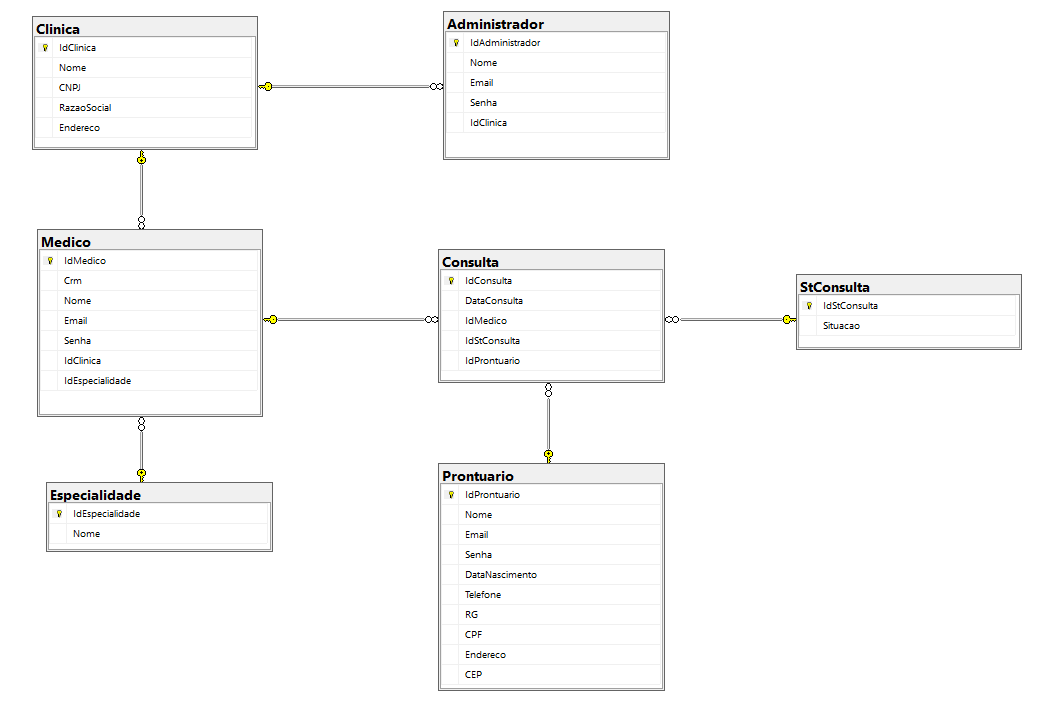 Clinica
IdClinica
Nome
CNPJ
RazaoSocial
Endereco
Administrador
IdAdministrador
Nome
Email
Senha
IdClinica
Medico
IdMedico
Crm
Nome
Email
Senha
IdClinica
IdEspecialidade
Consulta
IdConsulta
DataConsulta
IdMedico
IdStConsulta
IdProntuario
StConsulta
IdStConsulta
Situacao
Especialidade
IdEspecialidade
Nome
Prontuario
IdProntuario
Nome
Email
Senha
DataNascimento
Telefone
RG
CPF
Endereco
CEP